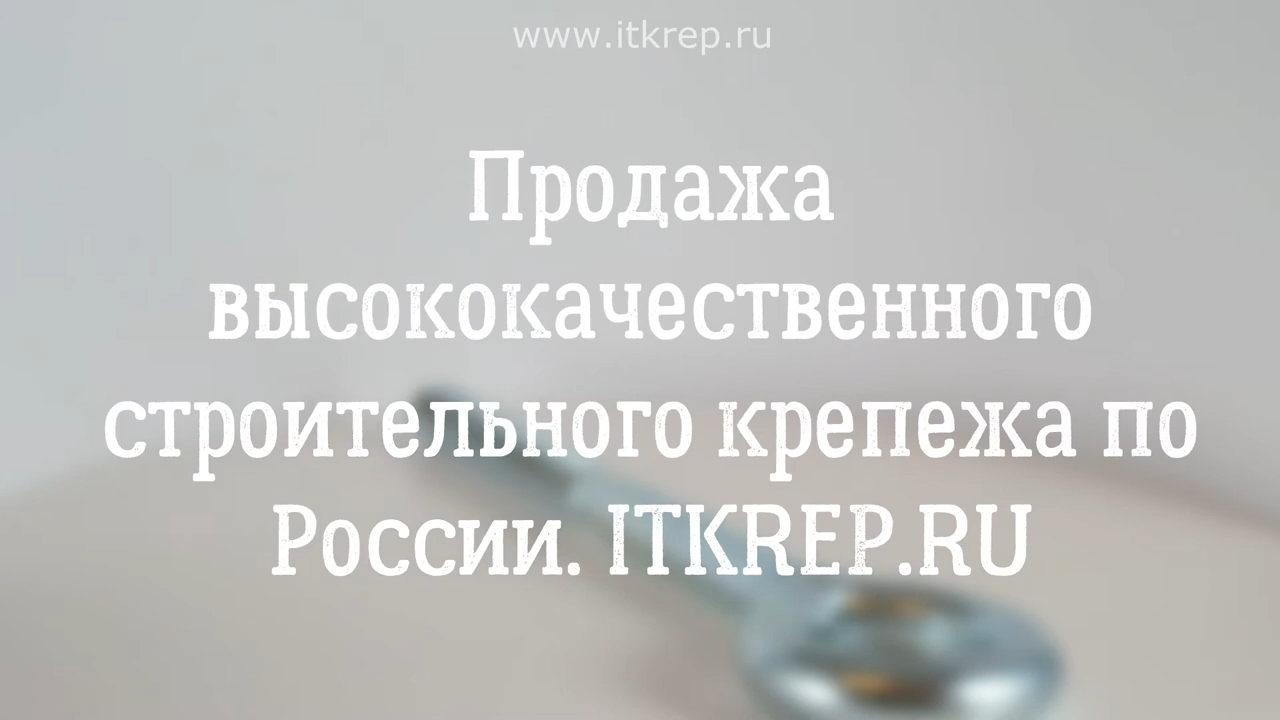 www.itkrep.ru
Продажа
высококачественного
строительного крепежа по
России. ITKREP.RU